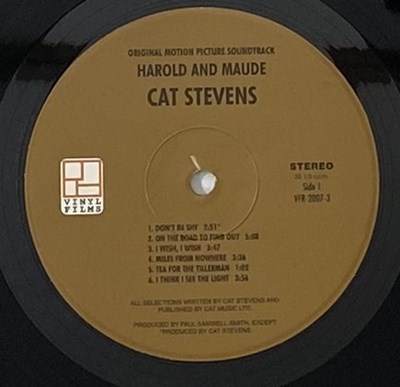 ORIGINAL MOTION PICTURE SOUNDTRACK
HAROLD AND MAUDE
CAT STEVENS
VINYL
FILMS
STEREO
33 1/3 r.p.m.
Side 1
VFR-2007-3
1. DON'T BE SHY 2:51*
2. ON THE ROAD TO FIND OUT 5:08
3. I WISH, I WISH 3:47
4. MILES FROM NOWHERE 3:36
5. TEA FOR THE TILLERMAN 1:02
6. I THINK I SEE THE LIGHT 5:36
ALL SELECTIONS WRITTEN BY CAT STEVENS AND
PUBLISHED BY CAT MUSIC LTD.
PRODUCED BY PAUL SAMWELL-SMITH, EXCEPT
*PRODUCED BY CAT STEVENS